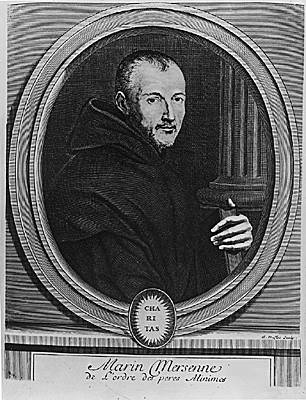 CHA
RI
TAS
Marin Mersenne
de L'ordre des peres Minimes